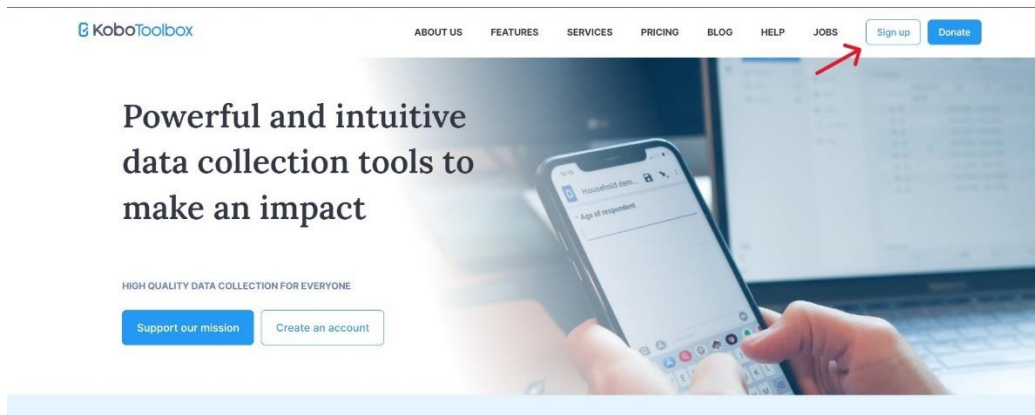 KoboToolbox
ABOUT US FEATURES SERVICES PRICING BLOG HELP JOBS Sign up Donate
Powerful and intuitive
data collection tools to
make an impact
Household dem...
* Age of respondent
HIGH QUALITY DATA COLLECTION FOR EVERYONE
Support our mission Create an account